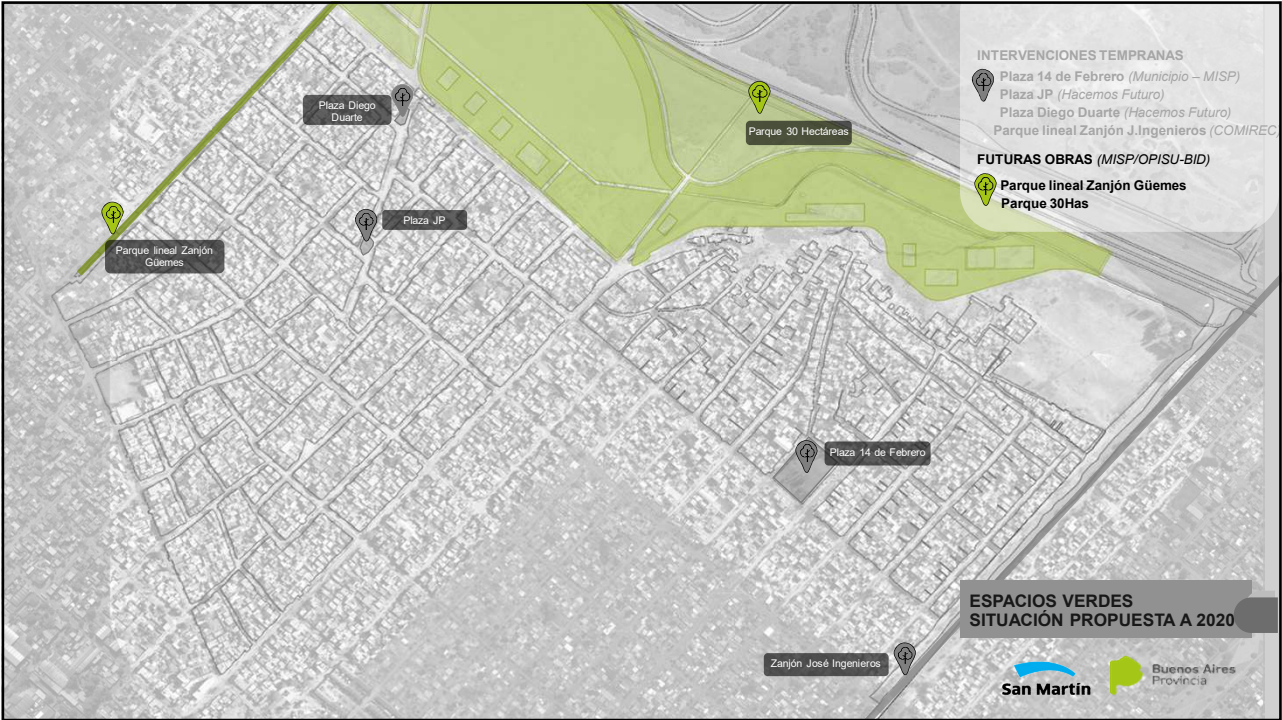 INTERVENCIONES TEMPRANAS
Plaza 14 de Febrero (Municipio – MISP)
Plaza JP (Hacemos Futuro)
Plaza Diego Duarte (Hacemos Futuro)
Parque lineal Zanjón J.Ingenieros (COMIREC)
FUTURAS OBRAS (MISP/OPISU-BID)
Parque lineal Zanjón Güemes
Parque 30Has
Plaza Diego
Duarte
Parque 30 Hectáreas
Plaza JP
Parque lineal Zanjón
Güemes
Plaza 14 de Febrero
Zanjón José Ingenieros
ESPACIOS VERDES
SITUACIÓN PROPUESTA A 2020
San Martín
Buenos Aires
Provincia